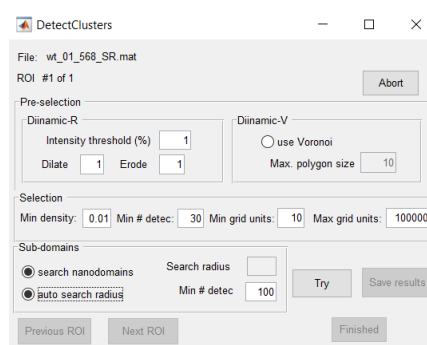 DetectClusters
File: wt_01_568_SR.mat
ROI #1 of 1
Abort
Pre-selection
Diinamic-R
Intensity threshold (%) 1
Dilate 1 Erode 1
Diinamic-V
use Voronoi
Max. polygon size 10
Selection
Min density: 0.01 Min # detec: 30 Min grid units: 10 Max grid units: 100000
Sub-domains
search nanodomains
Search radius
auto search radius
Min # detec 100
Try
Save results
Previous ROI
Next ROI
Finished